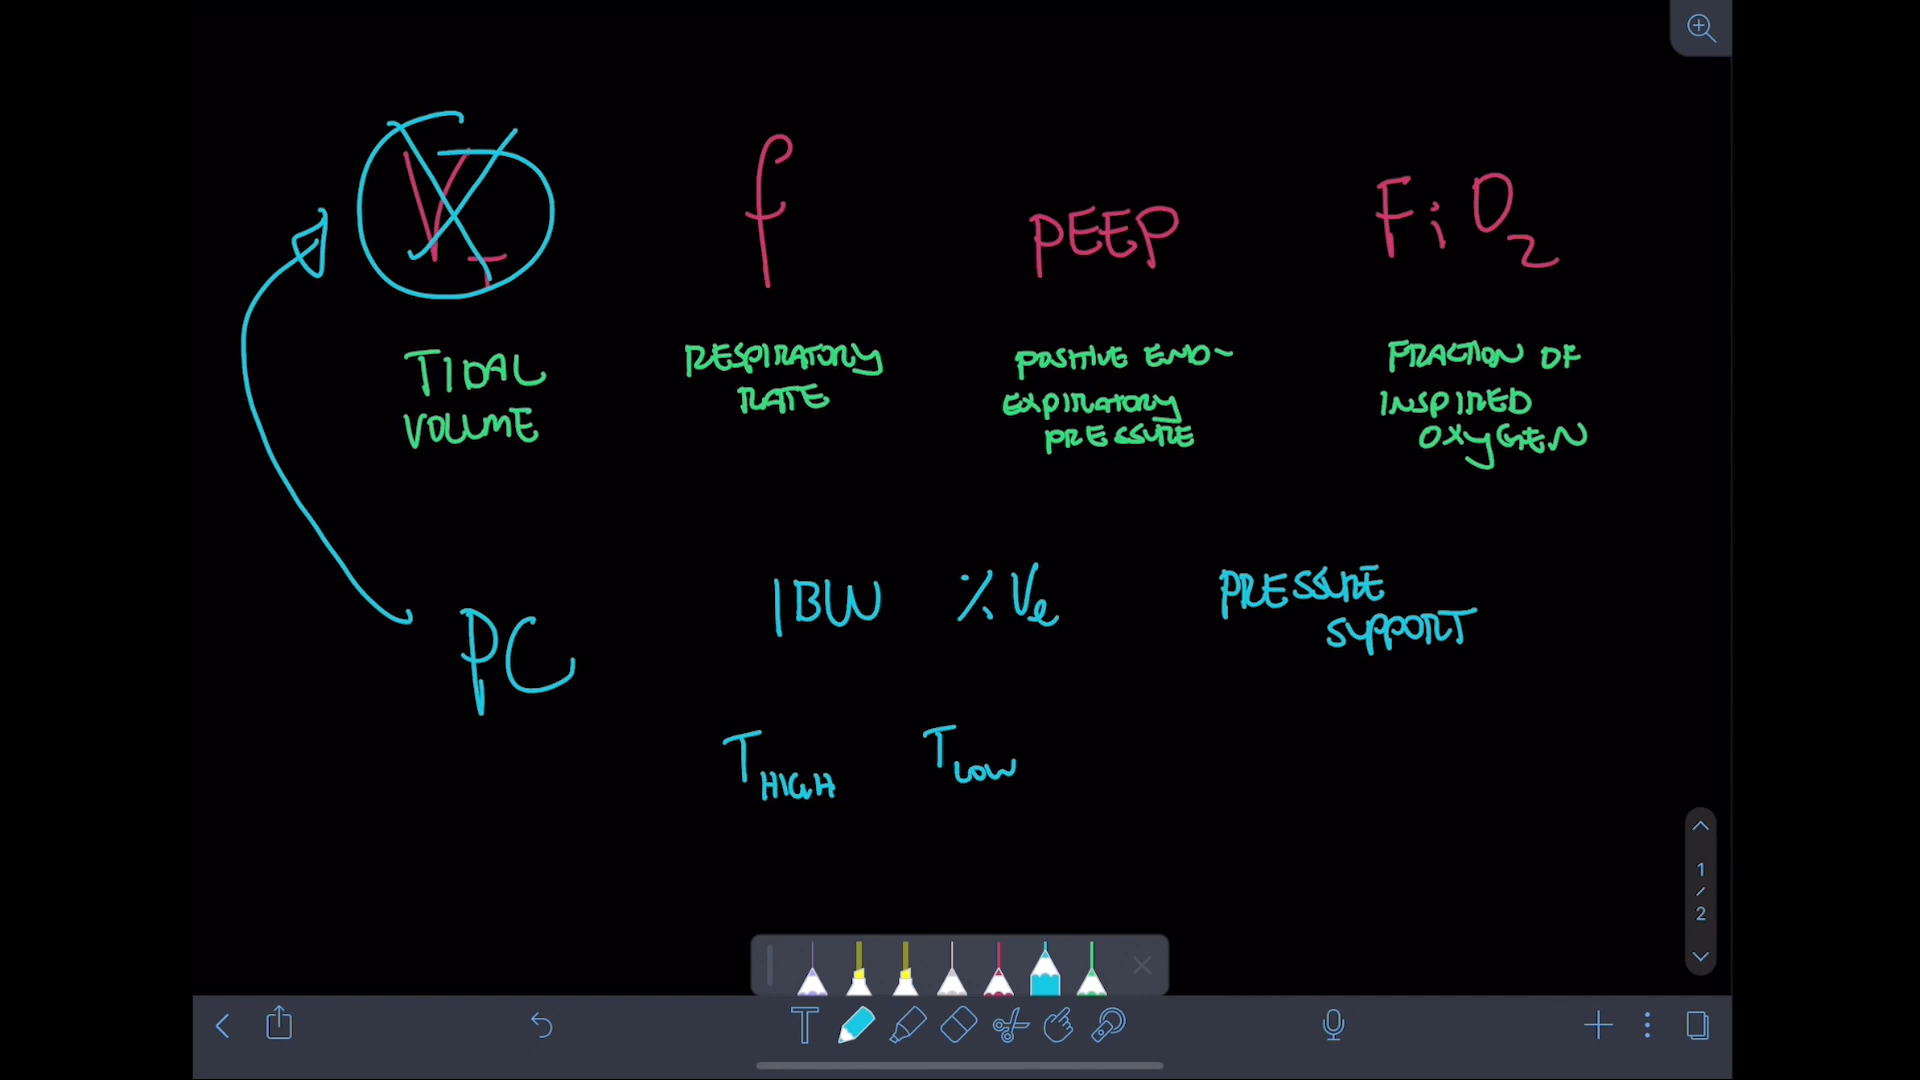 VT
f
PEEP
FiO2
TIDAL
VOLUME
RESPIRATORY
RATE
POSITIVE END-
EXPIRATORY
PRESSURE
FRACTION OF
INSPIRED
OXYGEN
PC
IBW
%Ve
PRESSURE
SUPPORT
THIGH
TLOW
1
/
2
T